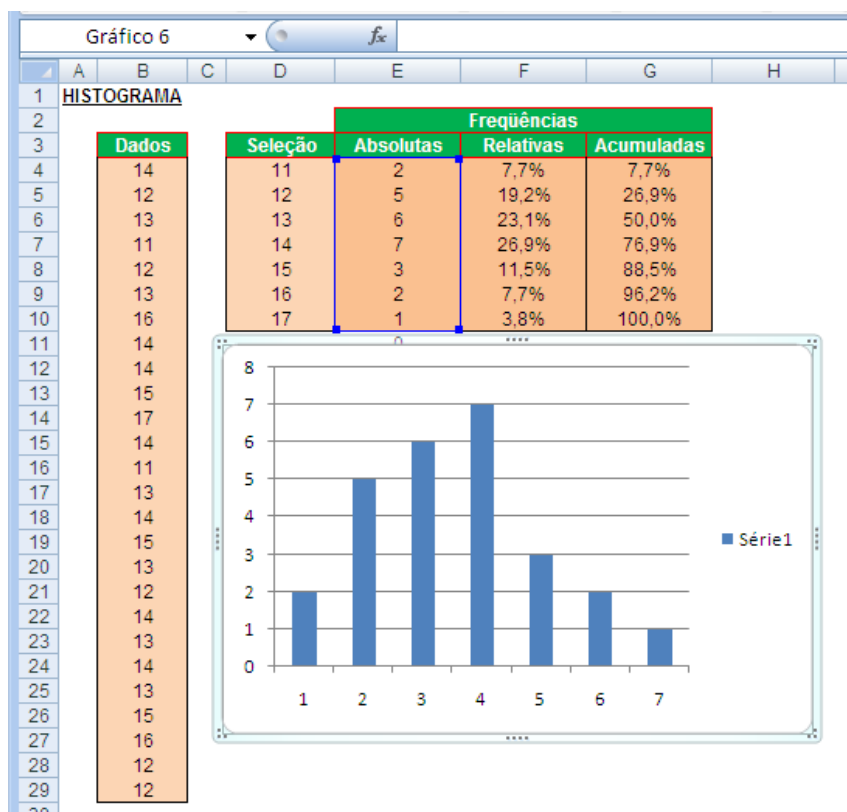 Gráfico 6 fx
A B C D E F G H
1 HISTOGRAMA
2 Freqüências
3 Dados Seleção Absolutas Relativas Acumuladas
4 14 11 2 7,7% 7,7%
5 12 12 5 19,2% 26,9%
6 13 13 6 23,1% 50,0%
7 11 14 7 26,9% 76,9%
8 12 15 3 11,5% 88,5%
9 13 16 2 7,7% 96,2%
10 16 17 1 3,8% 100,0%
11 14
12 14
13 15
14 17
15 14
16 11
17 13
18 14
19 15
20 13
21 12
22 14
23 13
24 14
25 13
26 15
27 16
28 12
29 12
8
7
6
5
4
3
2
1
0
1 2 3 4 5 6 7
Série1